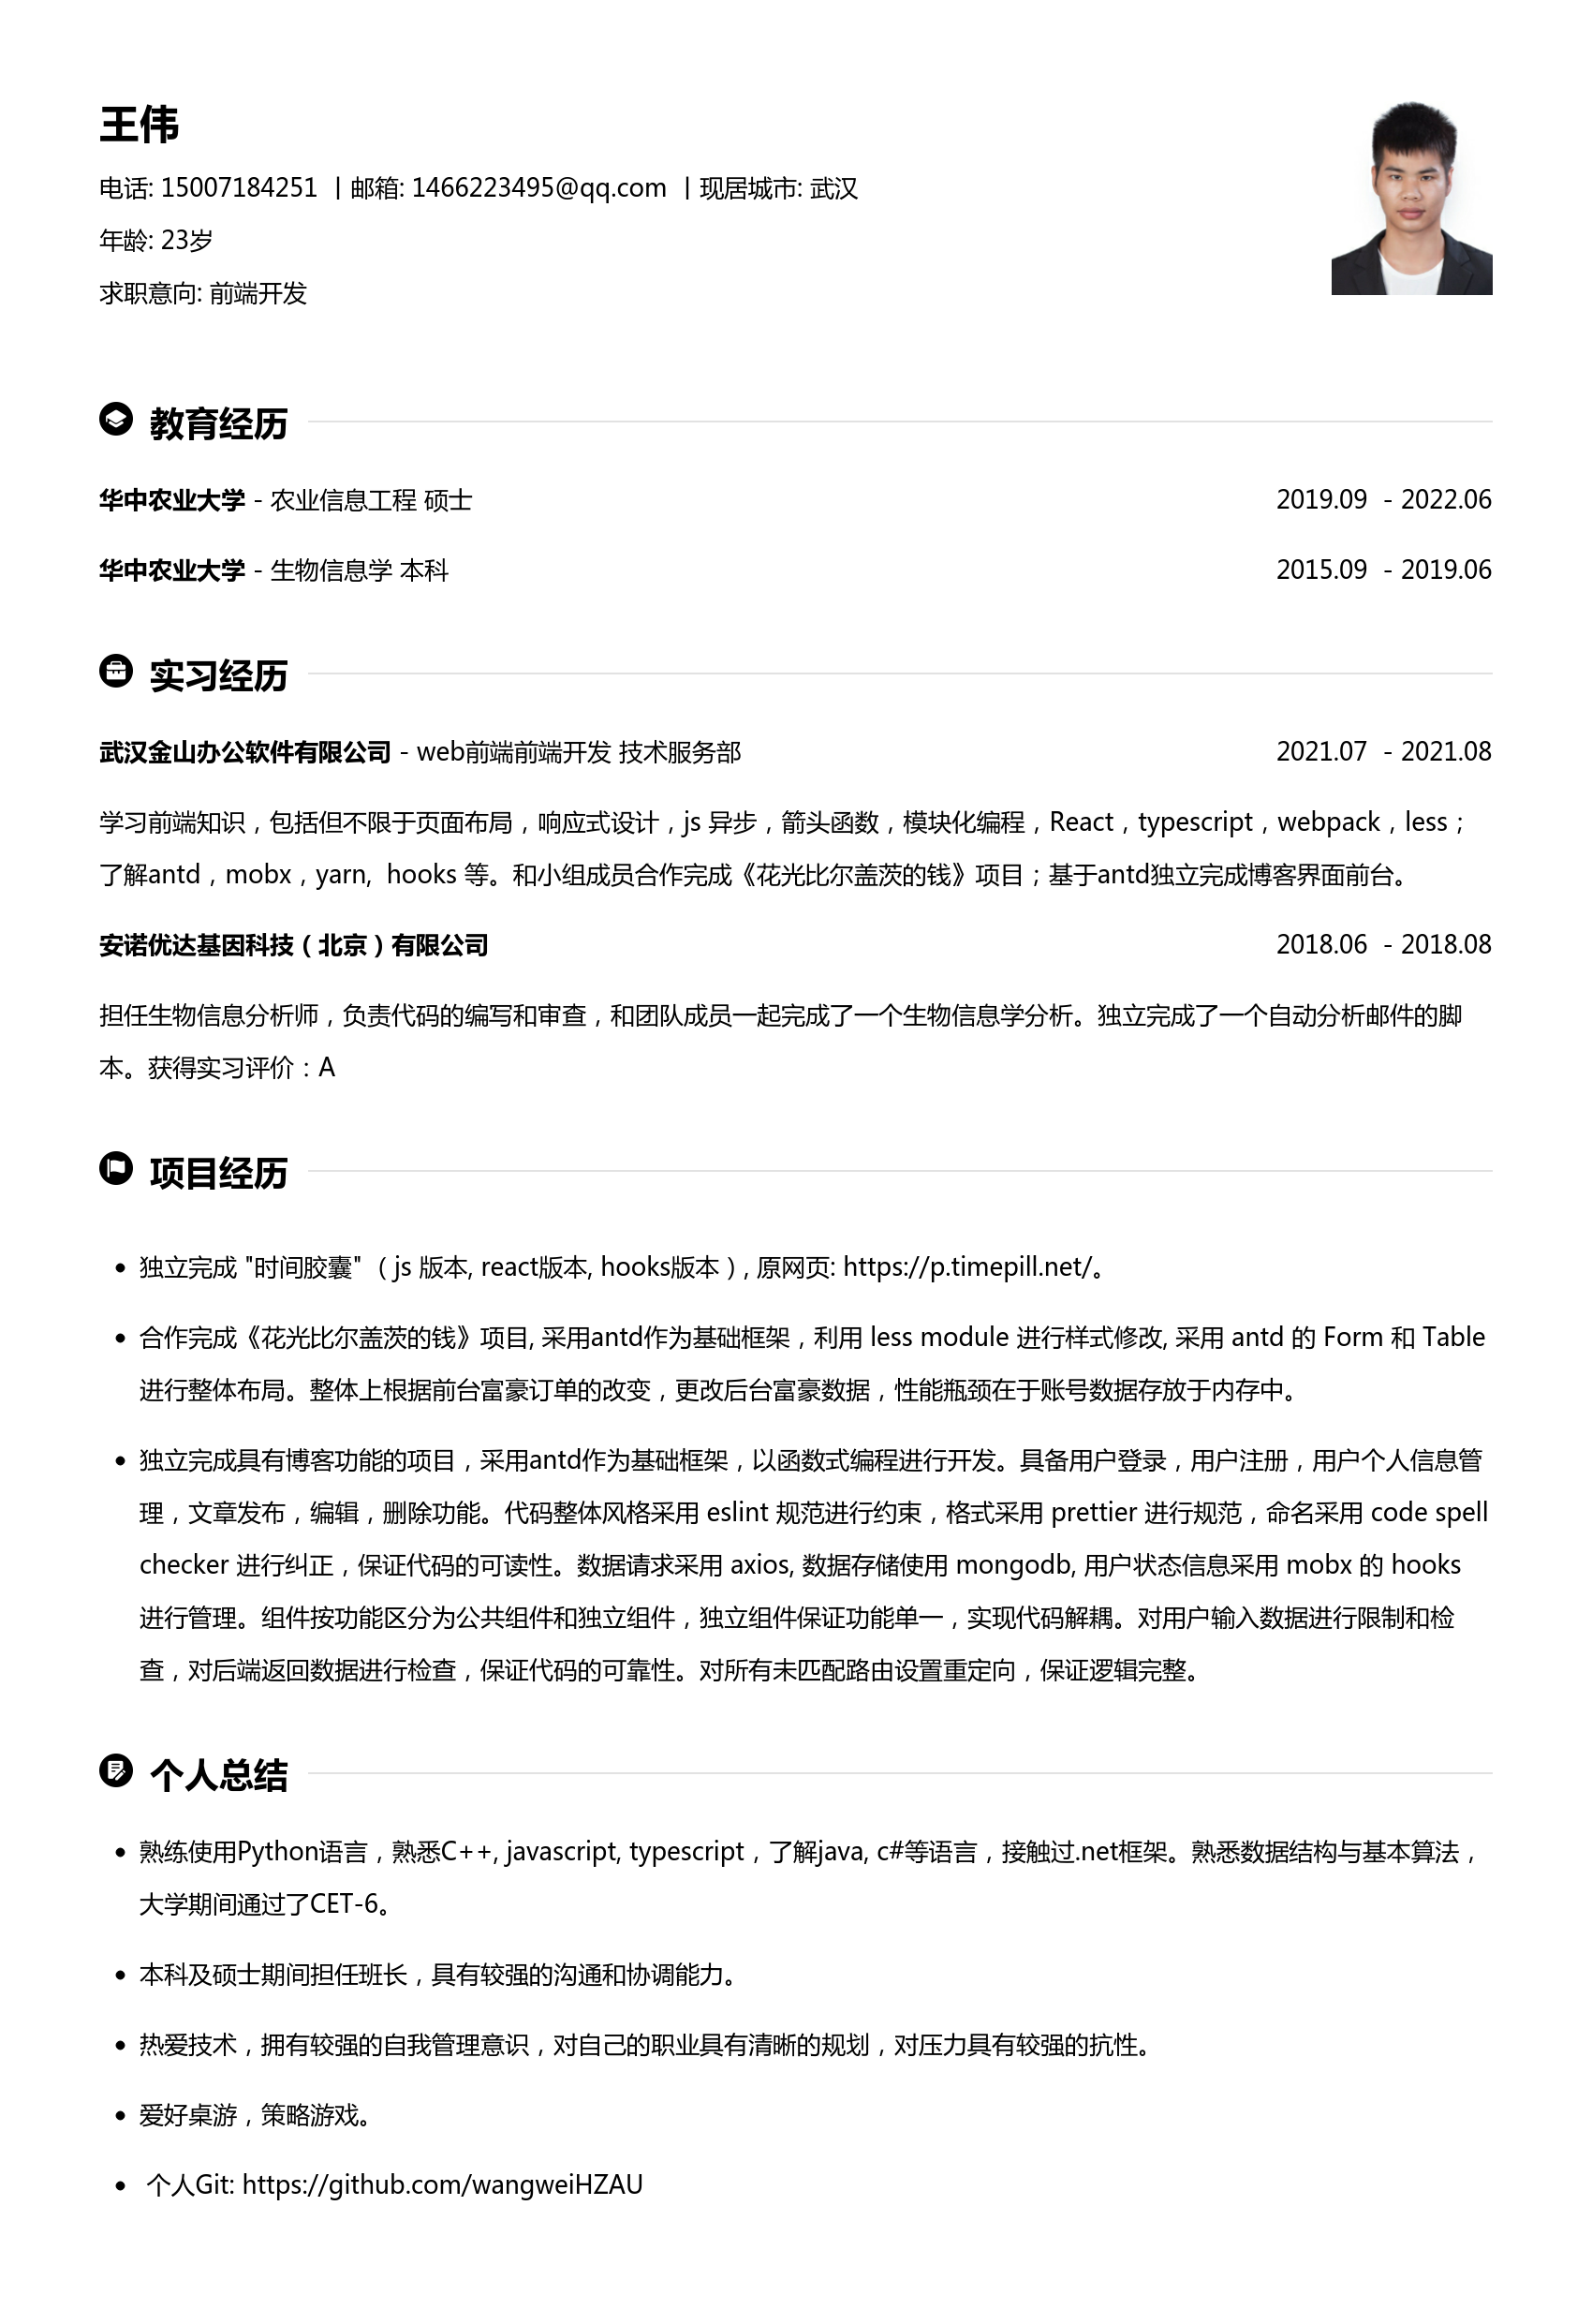 王伟
电话: 15007184251 | 邮箱: 1466223495@qq.com | 现居城市: 武汉
年龄: 23岁
求职意向: 前端开发
教育经历
华中农业大学 - 农业信息工程 硕士 2019.09 - 2022.06
华中农业大学 - 生物信息学 本科 2015.09 - 2019.06
实习经历
武汉金山办公软件有限公司 - web前端前端开发 技术服务部 2021.07 - 2021.08
学习前端知识，包括但不限于页面布局，响应式设计，js 异步，箭头函数，模块化编程，React，typescript，webpack，less；
了解antd，mobx，yarn, hooks 等。和小组成员合作完成《花光比尔盖茨的钱》项目；基于antd独立完成博客界面前台。
安诺优达基因科技（北京）有限公司 2018.06 - 2018.08
担任生物信息分析师，负责代码的编写和审查，和团队成员一起完成了一个生物信息学分析。独立完成了一个自动分析邮件的脚
本。获得实习评价：A
项目经历
• 独立完成 "时间胶囊" （js 版本, react版本, hooks版本）, 原网页: https://p.timepill.net/。
• 合作完成《花光比尔盖茨的钱》项目, 采用antd作为基础框架，利用 less module 进行样式修改, 采用 antd 的 Form 和 Table
进行整体布局。整体上根据前台富豪订单的改变，更改后台富豪数据，性能瓶颈在于账号数据存放于内存中。
• 独立完成具有博客功能的项目，采用antd作为基础框架，以函数式编程进行开发。具备用户登录，用户注册，用户个人信息管
理，文章发布，编辑，删除功能。代码整体风格采用 eslint 规范进行约束，格式采用 prettier 进行规范，命名采用 code spell
checker 进行纠正，保证代码的可读性。数据请求采用 axios, 数据存储使用 mongodb, 用户状态信息采用 mobx 的 hooks
进行管理。组件按功能区分为公共组件和独立组件，独立组件保证功能单一，实现代码解耦。对用户输入数据进行限制和检
查，对后端返回数据进行检查，保证代码的可靠性。对所有未匹配路由设置重定向，保证逻辑完整。
个人总结
• 熟练使用Python语言，熟悉C++, javascript, typescript，了解java, c#等语言，接触过.net框架。熟悉数据结构与基本算法，
大学期间通过了CET-6。
• 本科及硕士期间担任班长，具有较强的沟通和协调能力。
• 热爱技术，拥有较强的自我管理意识，对自己的职业具有清晰的规划，对压力具有较强的抗性。
• 爱好桌游，策略游戏。
• 个人Git: https://github.com/wangweiHZAU